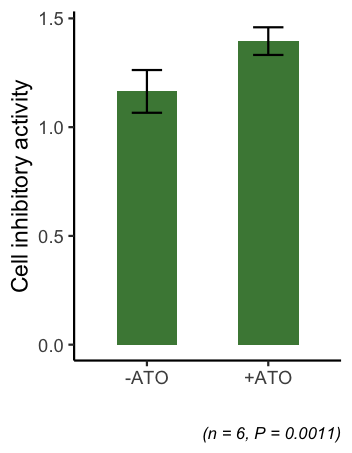 Cell inhibitory activity
1.5
1.0
0.5
0.0
-ATO +ATO
(n = 6, P = 0.0011)